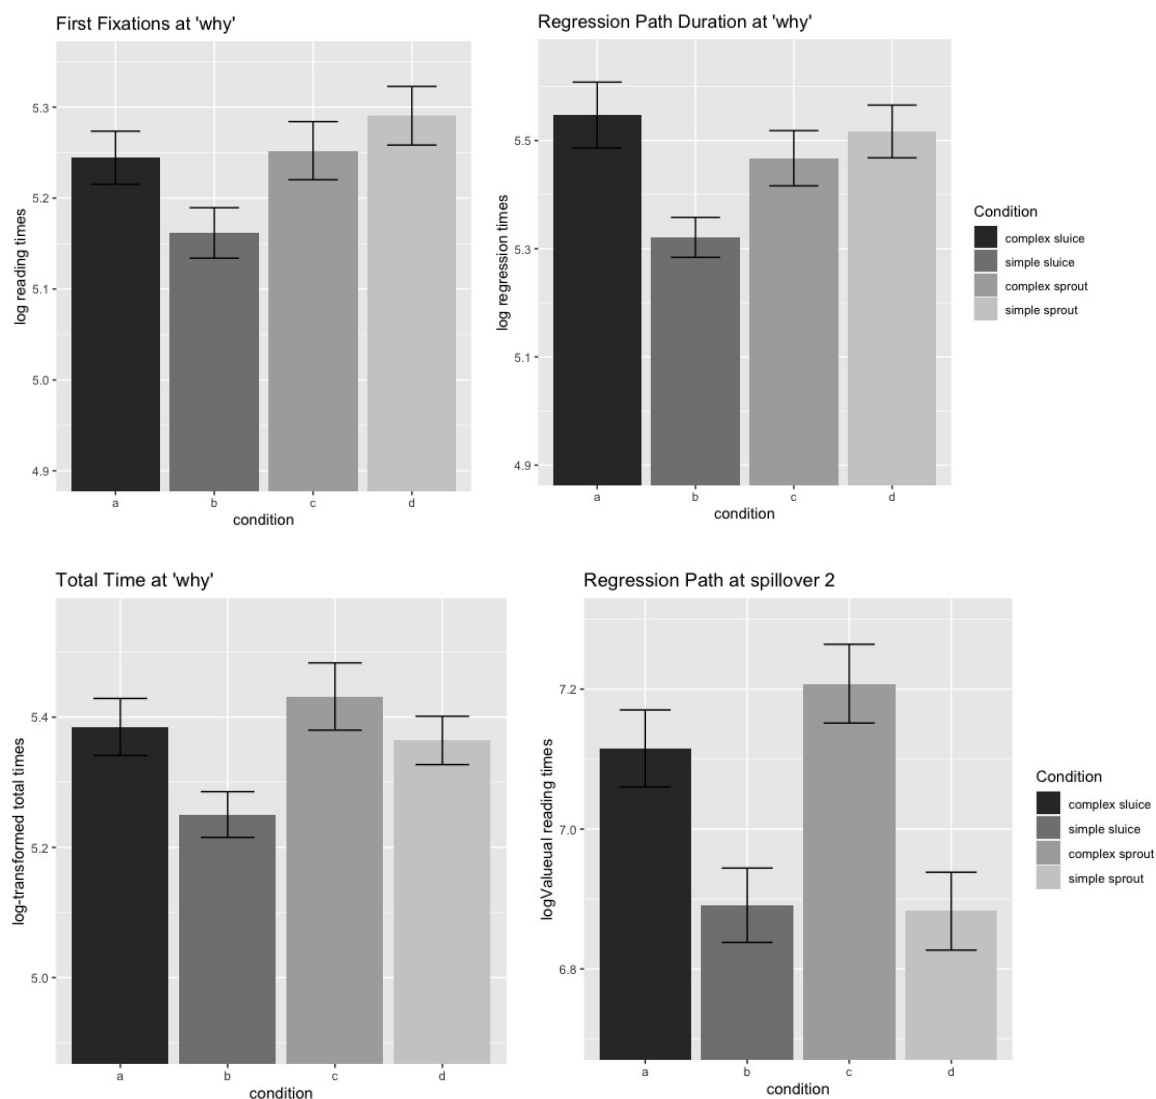 First Fixations at 'why'
log reading times
5.3
5.2
5.1
5.0
4.9
a b c d
condition
Regression Path Duration at 'why'
log regression times
5.5
5.3
5.1
4.9
a b c d
condition
Condition
complex sluice
simple sluice
complex sprout
simple sprout
Total Time at 'why'
log-transformed total times
5.4
5.2
5.0
a b c d
condition
Regression Path at spillover 2
logValueual reading times
7.2
7.0
6.8
a b c d
condition
Condition
complex sluice
simple sluice
complex sprout
simple sprout